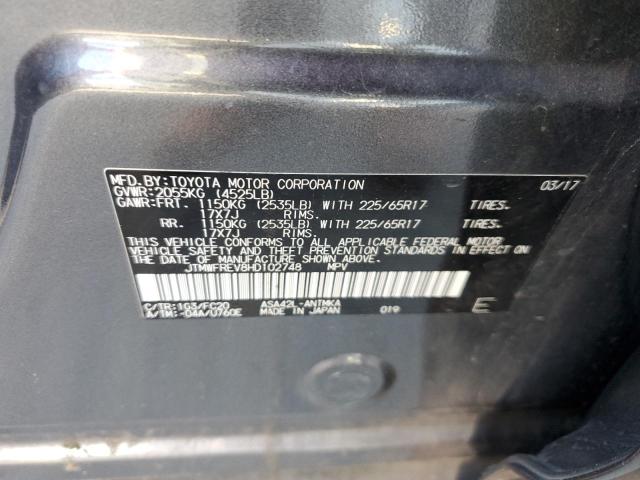 MFD.BY:TOYOTA MOTOR CORPORATION 03/17
GVWR:2055KG (4525LB)
GAWR:FRT. 1150KG (2535LB) WITH 225/65R17 TIRES.
17X7J RIMS.
RR. 1150KG (2535LB) WITH 225/65R17 TIRES.
17X7J RIMS.
THIS VEHICLE CONFORMS TO ALL APPLICABLE FEDERAL MOTOR
VEHICLE SAFETY AND THEFT PREVENTION STANDARDS IN EFFECT ON
THE DATE OF MANUFACTURE SHOWN ABOVE.
JTMWFREV8HD102748 MPV
C/TR:1G3/FC20 ASA42L-ANTMKA
A/TM:-04A/U760E MADE IN JAPAN 019 E